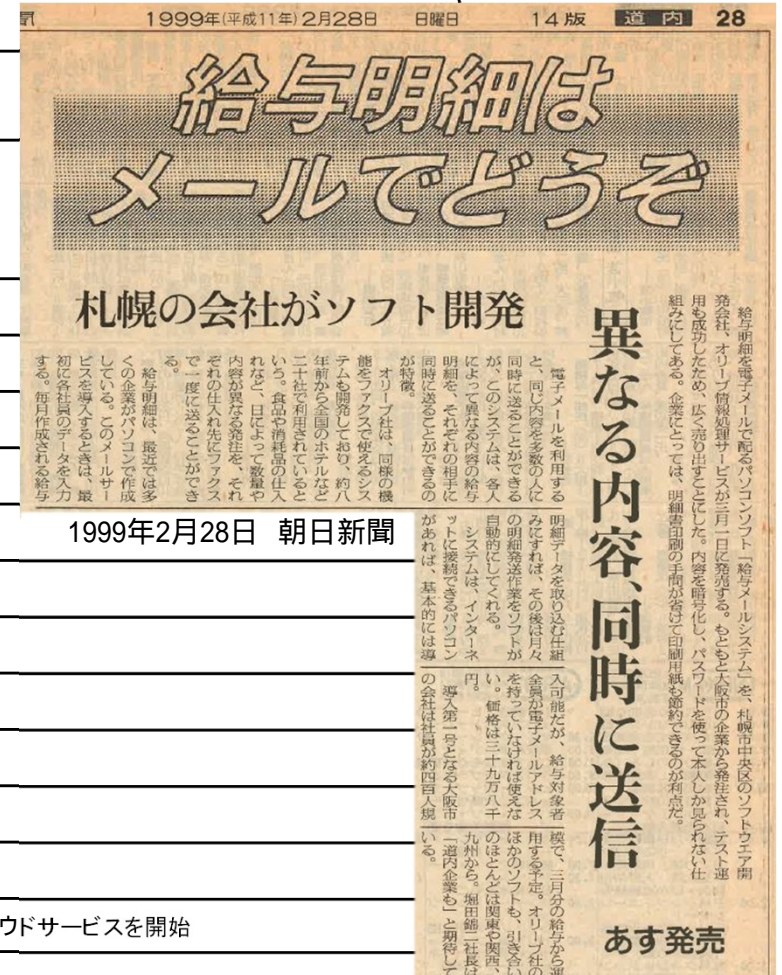 1999年(平成11年)2月28日 日曜日 14版 道内 28
給与明細は
メールでどうぞ
札幌の会社がソフト開発
異なる内容、同時に送信
あす発売
給与明細を電子メールで配るパソコンソフト「給与メールシステム」を、札幌市中央区のソフトウエア開
発会社、オリーブ情報処理サービスが三月一日に発売する。もともと大阪市の企業から発注され、テスト運
用も成功したため、広く売り出すことにした。内容を暗号化し、パスワードを使って本人しか見られない仕
組みにしてある。企業にとっては、明細書印刷の手間が省けて印刷用紙も節約できるのが利点だ。
電子メールを利用する
と、同じ内容を多数の人に
同時に送ることができる
が、このシステムは、各人
によって異なる内容の給与
明細を、それぞれの相手に
同時に送ることができるの
が特徴。
オリーブ社は、同様の機
能をファクスで使えるシス
テムも開発しており、約八
年前から全国のホテルなど
二十社で利用されていると
いう。食品や消耗品の仕入
れなど、日によって数量や
内容が異なる発注を、それ
ぞれの仕入れ先にファクス
で一度に送ることができ
る。
給与明細は、最近では多
くの企業がパソコンで作成
している。このメールサー
ビスを導入するときは、最
初に各社員のデータを入力
する。毎月作成される給与
明細データを取り込む仕組
みにすれば、その後は月々
の明細発送作業をソフトが
自動的にしてくれる。
システムは、インターネ
ットに接続できるパソコン
があれば、基本的には導
入可能だが、給与対象者
全員が電子メールアドレス
を持っていなければ使えな
い。価格は三十九万八千
円。
導入第一号となる大阪市
の会社は社員が約四百人規
模で、三月分の給与から運
用する予定。オリーブ社の
ほかのソフトも、引き合い
のほとんどは関東や関西、
九州から。堀田鍿二社長は
「道内企業も」と期待して
いる。
1999年2月28日 朝日新聞
ウドサービスを開始